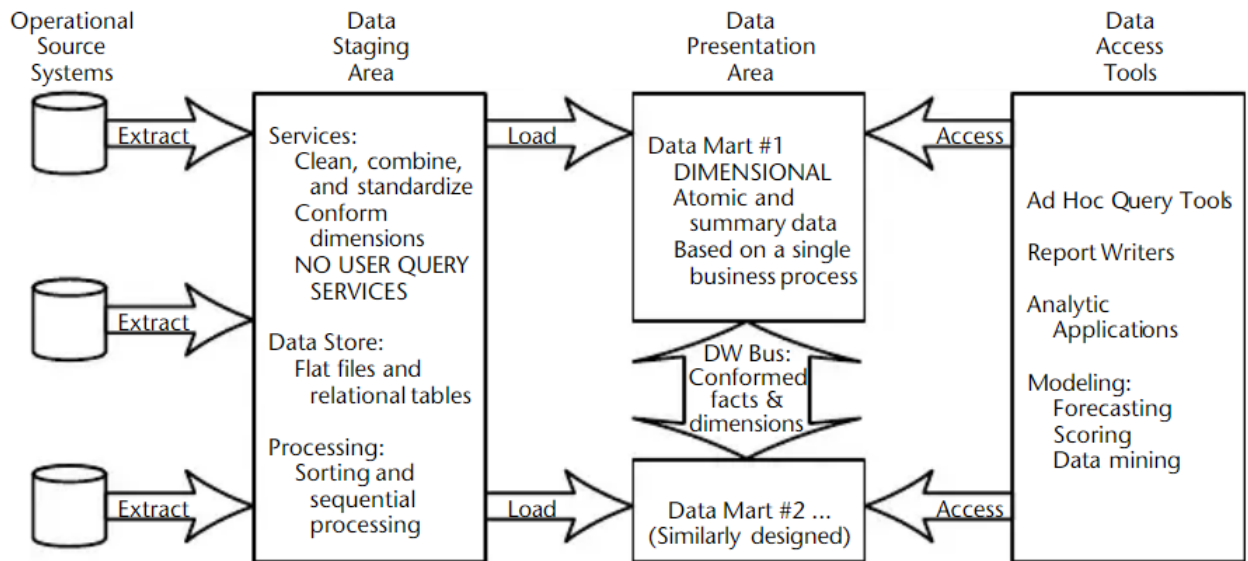 Operational
Source
Systems
Data
Staging
Area
Data
Presentation
Area
Data
Access
Tools
Extract
Extract
Extract
Services:
Clean, combine,
and standardize
Conform
dimensions
NO USER QUERY
SERVICES
Data Store:
Flat files and
relational tables
Processing:
Sorting and
sequential
processing
Load
Load
Data Mart #1
DIMENSIONAL
Atomic and
summary data
Based on a single
business process
DW Bus:
Conformed
facts &
dimensions
Data Mart #2 ...
(Similarly designed)
Access
Access
Ad Hoc Query Tools
Report Writers
Analytic
Applications
Modeling:
Forecasting
Scoring
Data mining